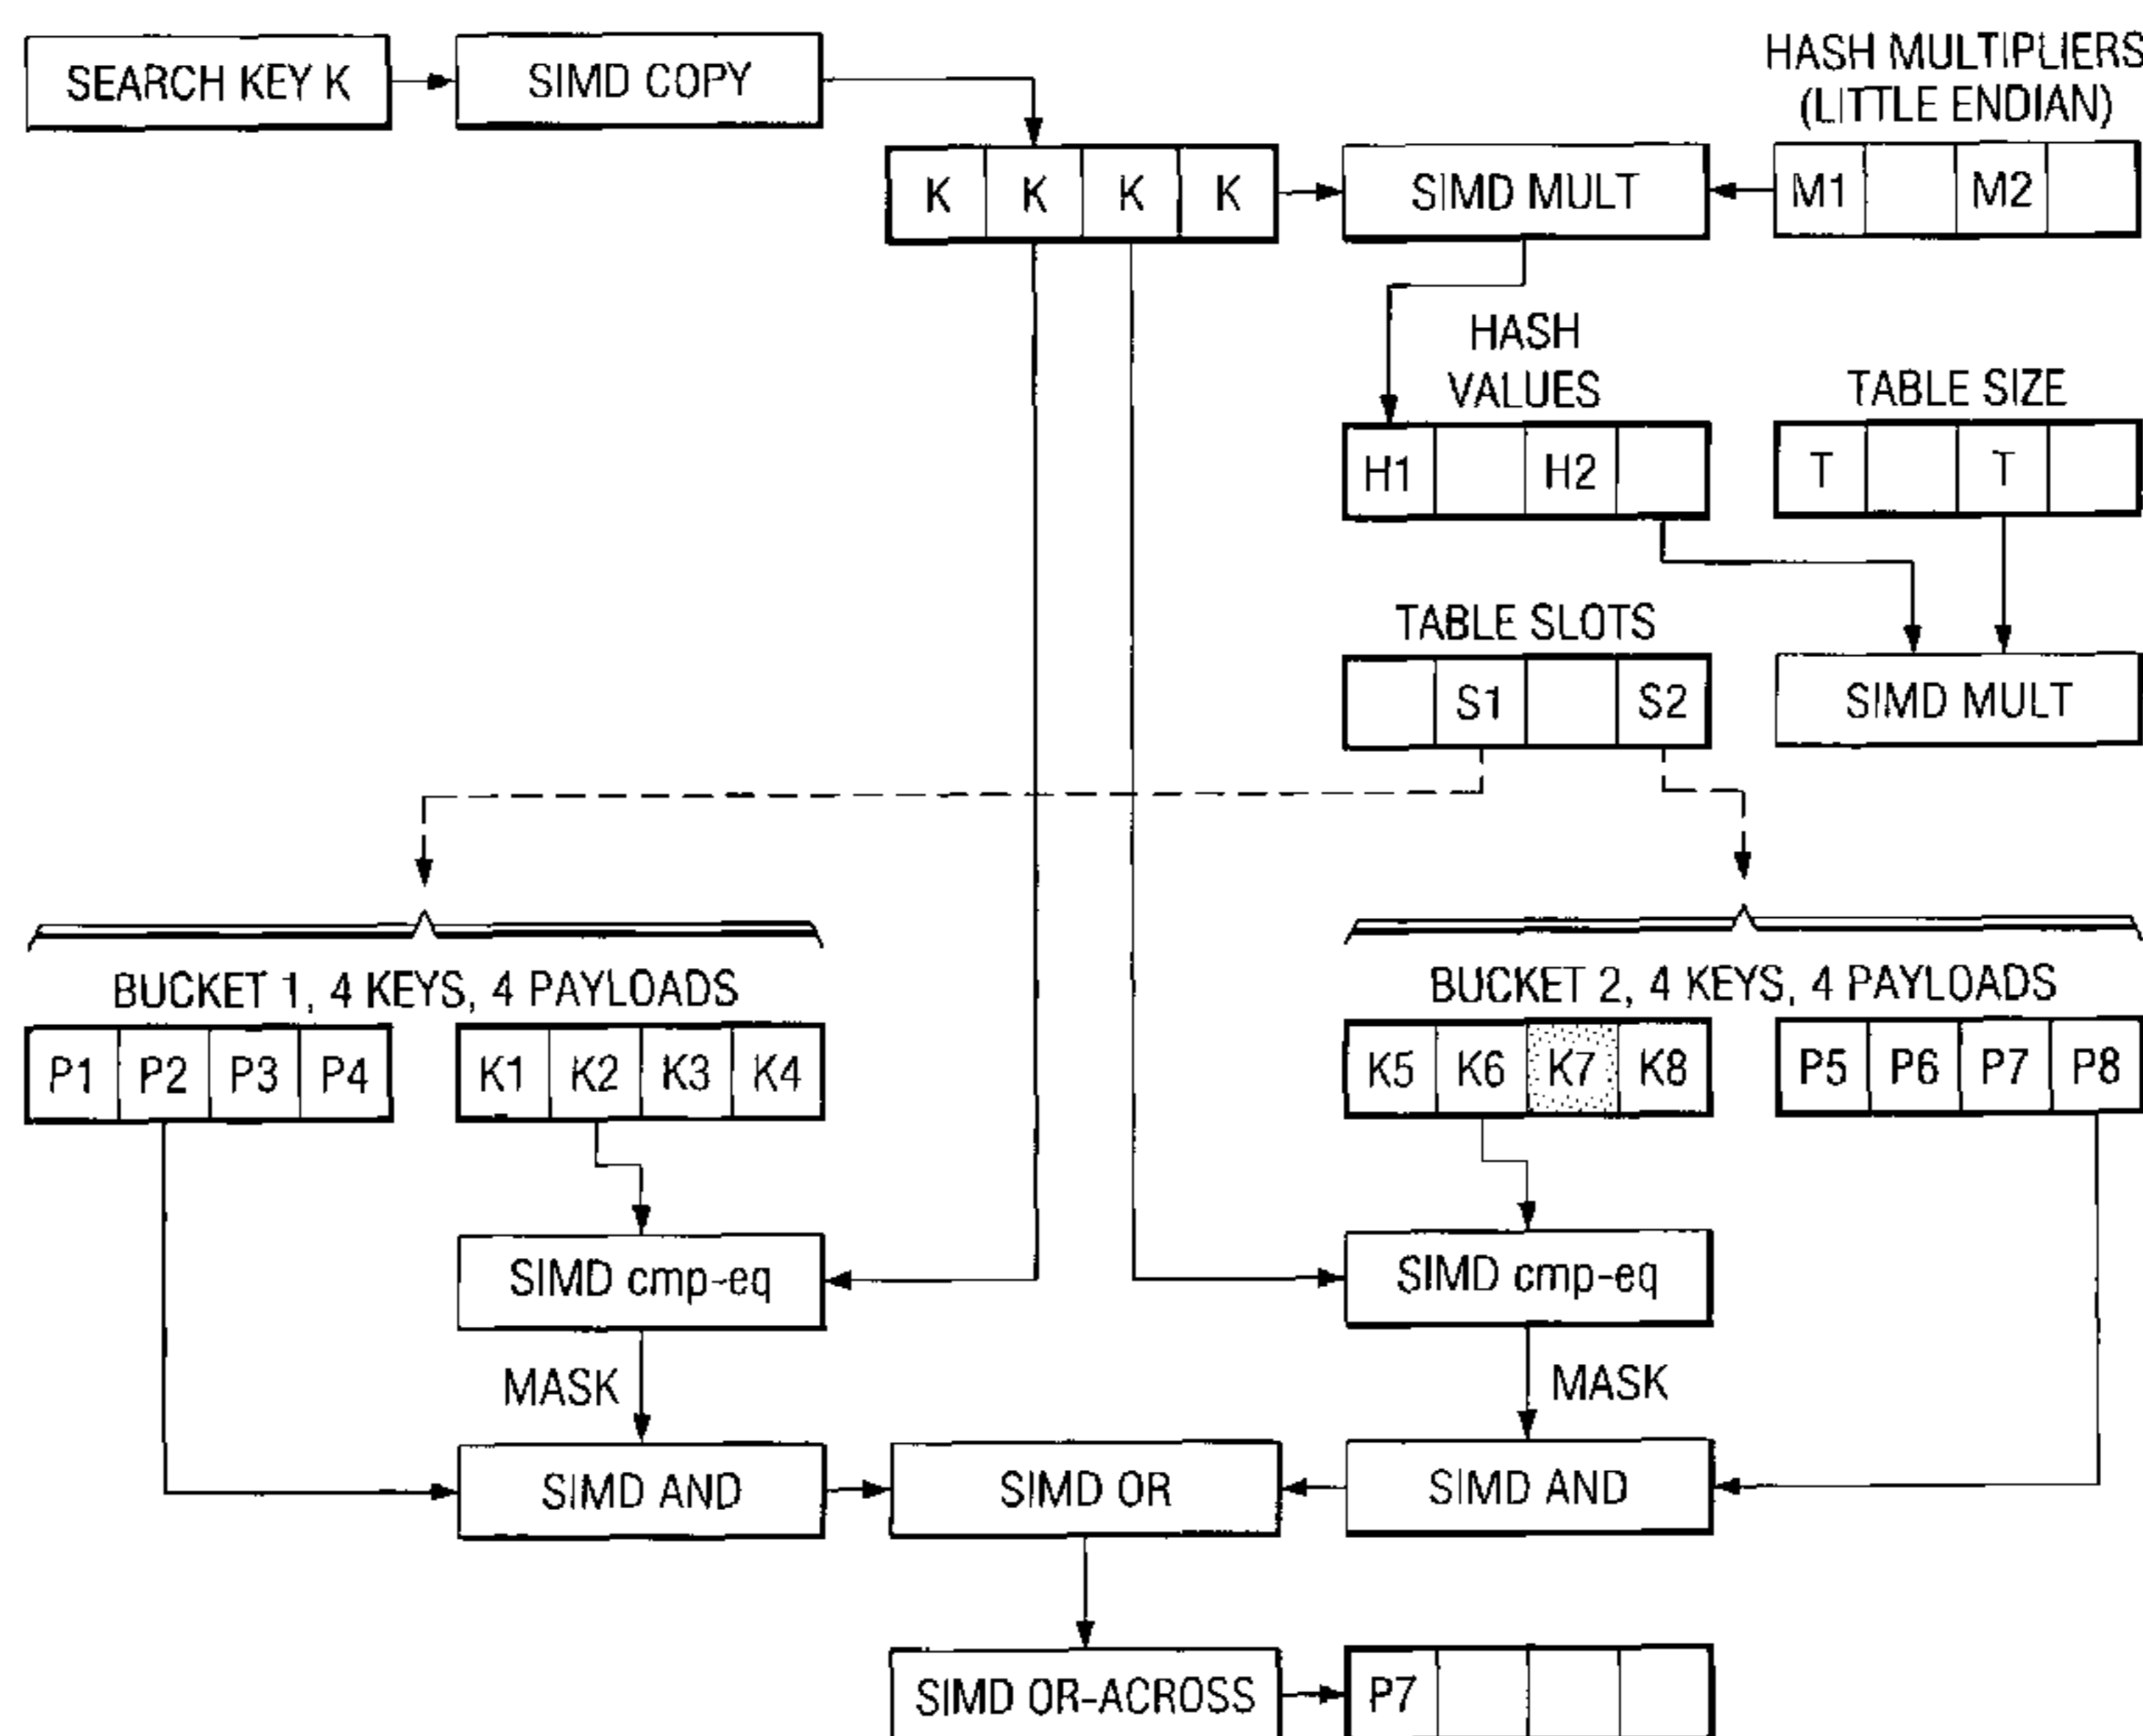 SEARCH KEY K
SIMD COPY
HASH MULTIPLIERS
(LITTLE ENDIAN)
K K K K
SIMD MULT
M1 M2
HASH
VALUES
TABLE SIZE
H1 H2
T T
TABLE SLOTS
S1 S2
SIMD MULT
BUCKET 1, 4 KEYS, 4 PAYLOADS
BUCKET 2, 4 KEYS, 4 PAYLOADS
P1 P2 P3 P4
K1 K2 K3 K4
K5 K6 K7 K8
P5 P6 P7 P8
SIMD cmp-eq
SIMD cmp-eq
MASK
MASK
SIMD AND
SIMD OR
SIMD AND
SIMD OR-ACROSS
P7